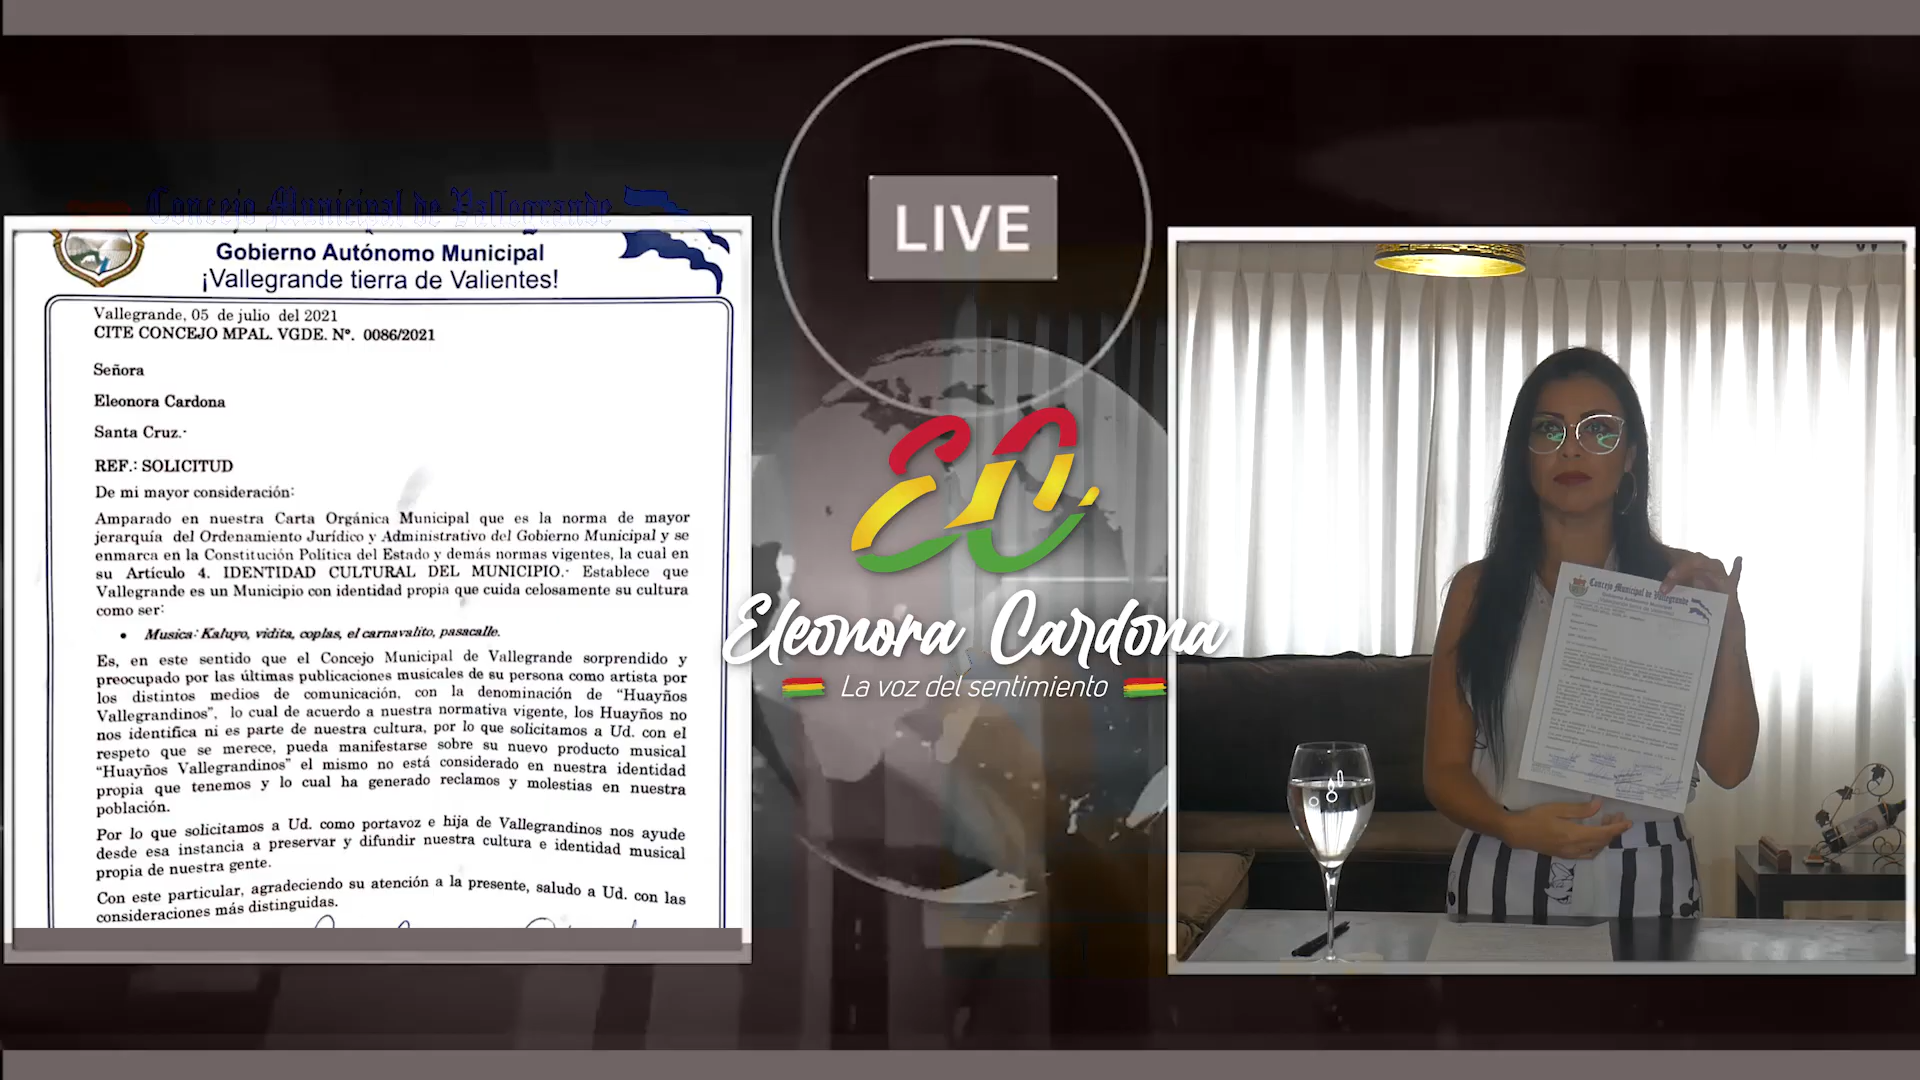 Concejo Municipal de Vallegrande
Gobierno Autónomo Municipal
¡Vallegrande tierra de Valientes!
Vallegrande, 05 de julio del 2021
CITE CONCEJO MPAL. VGDE. Nº. 0086/2021
Señora
Eleonora Cardona
Santa Cruz.-
REF.: SOLICITUD
De mi mayor consideración:
Amparado en nuestra Carta Orgánica Municipal que es la norma de mayor
jerarquía del Ordenamiento Jurídico y Administrativo del Gobierno Municipal y se
enmarca en la Constitución Política del Estado y demás normas vigentes, la cual en
su Artículo 4. IDENTIDAD CULTURAL DEL MUNICIPIO.- Establece que
Vallegrande es un Municipio con identidad propia que cuida celosamente su cultura
como ser:
• Musica: Kaluyo, vidita, coplas, el carnavalito, pasacalle.
Es, en este sentido que el Concejo Municipal de Vallegrande sorprendido y
preocupado por las últimas publicaciones musicales de su persona como artista por
los distintos medios de comunicación, con la denominación de “Huayños
Vallegrandinos”, lo cual de acuerdo a nuestra normativa vigente, los Huayños no
nos identifica ni es parte de nuestra cultura, por lo que solicitamos a Ud. con el
respeto que se merece, pueda manifestarse sobre su nuevo producto musical
“Huayños Vallegrandinos” el mismo no está considerado en nuestra identidad
propia que tenemos y lo cual ha generado reclamos y molestias en nuestra
población.
Por lo que solicitamos a Ud. como portavoz e hija de Vallegrandinos nos ayude
desde esa instancia a preservar y difundir nuestra cultura e identidad musical
propia de nuestra gente.
Con este particular, agradeciendo su atención a la presente, saludo a Ud. con las
consideraciones más distinguidas.
LIVE
EC
Eleonora Cardona
La voz del sentimiento
Concejo Municipal de Vallegrande